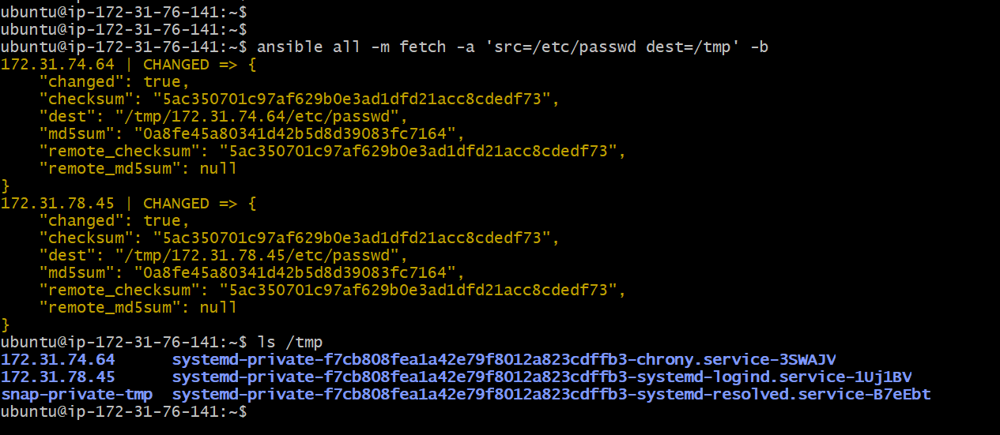 ubuntu@ip-172-31-76-141:~$
ubuntu@ip-172-31-76-141:~$
ubuntu@ip-172-31-76-141:~$ ansible all -m fetch -a 'src=/etc/passwd dest=/tmp' -b
172.31.74.64 | CHANGED => {
    "changed": true,
    "checksum": "5ac350701c97af629b0e3ad1dfd21acc8cdedf73",
    "dest": "/tmp/172.31.74.64/etc/passwd",
    "md5sum": "0a8fe45a80341d42b5d8d39083fc7164",
    "remote_checksum": "5ac350701c97af629b0e3ad1dfd21acc8cdedf73",
    "remote_md5sum": null
}
172.31.78.45 | CHANGED => {
    "changed": true,
    "checksum": "5ac350701c97af629b0e3ad1dfd21acc8cdedf73",
    "dest": "/tmp/172.31.78.45/etc/passwd",
    "md5sum": "0a8fe45a80341d42b5d8d39083fc7164",
    "remote_checksum": "5ac350701c97af629b0e3ad1dfd21acc8cdedf73",
    "remote_md5sum": null
}
ubuntu@ip-172-31-76-141:~$ ls /tmp
172.31.74.64      systemd-private-f7cb808fea1a42e79f8012a823cdffb3-chrony.service-3SWAJV
172.31.78.45      systemd-private-f7cb808fea1a42e79f8012a823cdffb3-systemd-logind.service-1Uj1BV
snap-private-tmp  systemd-private-f7cb808fea1a42e79f8012a823cdffb3-systemd-resolved.service-B7eEbt
ubuntu@ip-172-31-76-141:~$